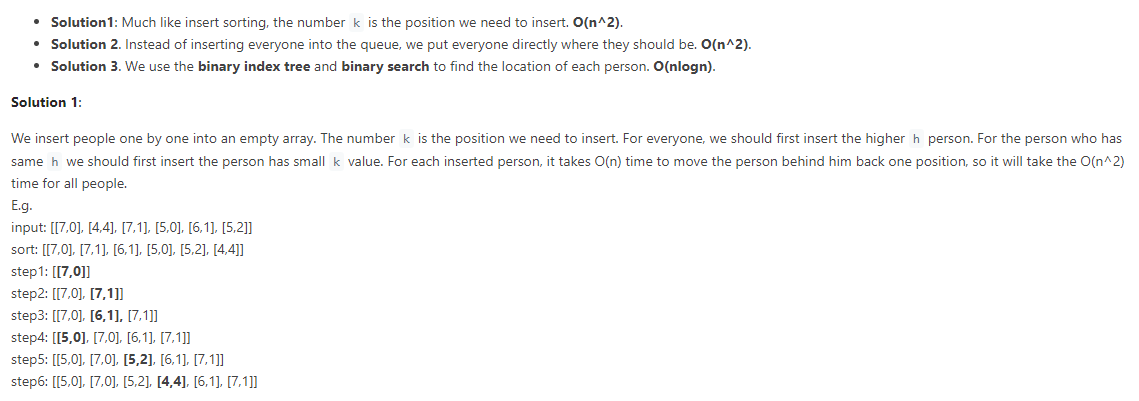 • Solution1: Much like insert sorting, the number k is the position we need to insert. O(n^2).
• Solution 2. Instead of inserting everyone into the queue, we put everyone directly where they should be. O(n^2).
• Solution 3. We use the binary index tree and binary search to find the location of each person. O(nlogn).
Solution 1:
We insert people one by one into an empty array. The number k is the position we need to insert. For everyone, we should first insert the higher h person. For the person who has
same h we should first insert the person has small k value. For each inserted person, it takes O(n) time to move the person behind him back one position, so it will take the O(n^2)
time for all people.
E.g.
input: [[7,0], [4,4], [7,1], [5,0], [6,1], [5,2]]
sort: [[7,0], [7,1], [6,1], [5,0], [5,2], [4,4]]
step1: [[7,0]]
step2: [[7,0], [7,1]]
step3: [[7,0], [6,1], [7,1]]
step4: [[5,0], [7,0], [6,1], [7,1]]
step5: [[5,0], [7,0], [5,2], [6,1], [7,1]]
step6: [[5,0], [7,0], [5,2], [4,4], [6,1], [7,1]]